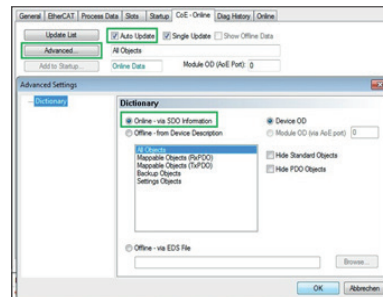 General EtherCAT Process Data Slots Startup CoE - Online Diag History Online
Update List Auto Update Single Update Show Offline Data
Advanced... All Objects
Add to Startup... Online Data Module OD (AoE Port): 0
Advanced Settings
Dictionary Dictionary
Online - via SDO Information Device OD
Offline - from Device Description Module OD (via AoE port) 0
All Objects
Mappable Objects (RxPDO) Hide Standard Objects
Mappable Objects (TxPDO) Hide PDO Objects
Backup Objects
Settings Objects
Offline - via EDS File
Browse...
OK Abbrechen